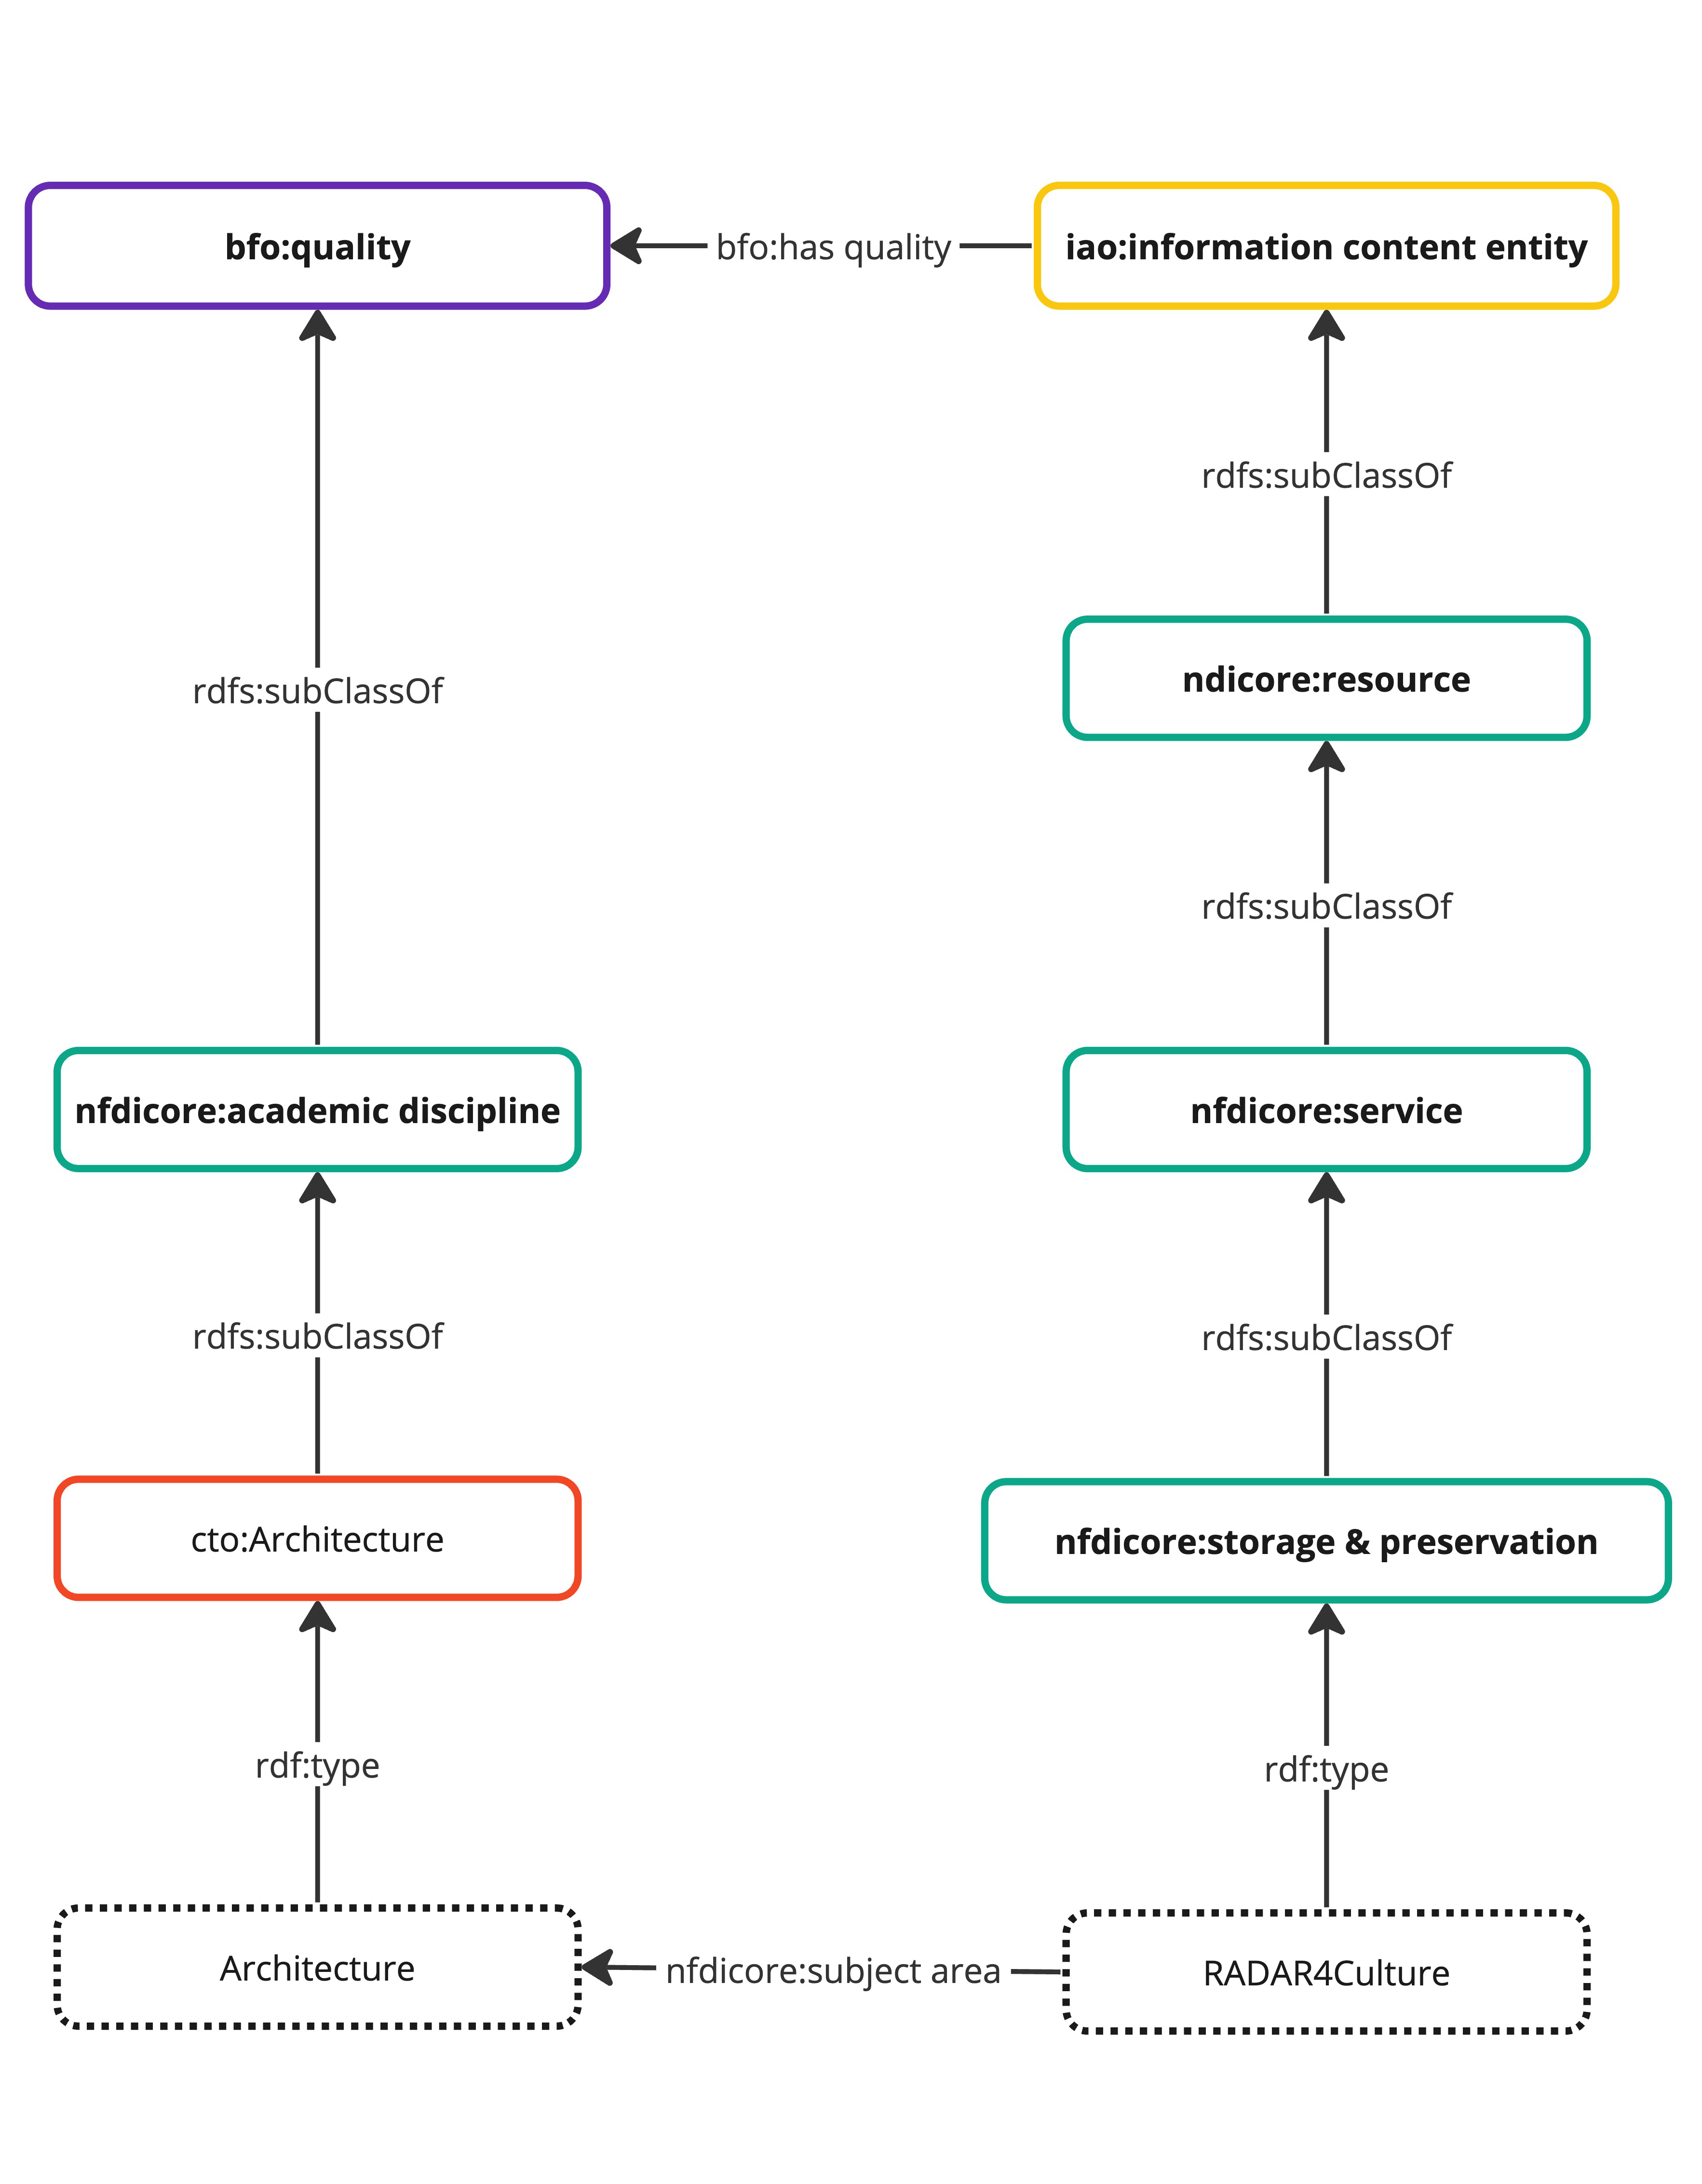 bfo:quality
bfo:has quality
iao:information content entity
rdfs:subClassOf
ndicore:resource
rdfs:subClassOf
rdfs:subClassOf
nfdicore:academic discipline
nfdicore:service
rdfs:subClassOf
rdfs:subClassOf
cto:Architecture
nfdicore:storage & preservation
rdf:type
rdf:type
Architecture
nfdicore:subject area
RADAR4Culture